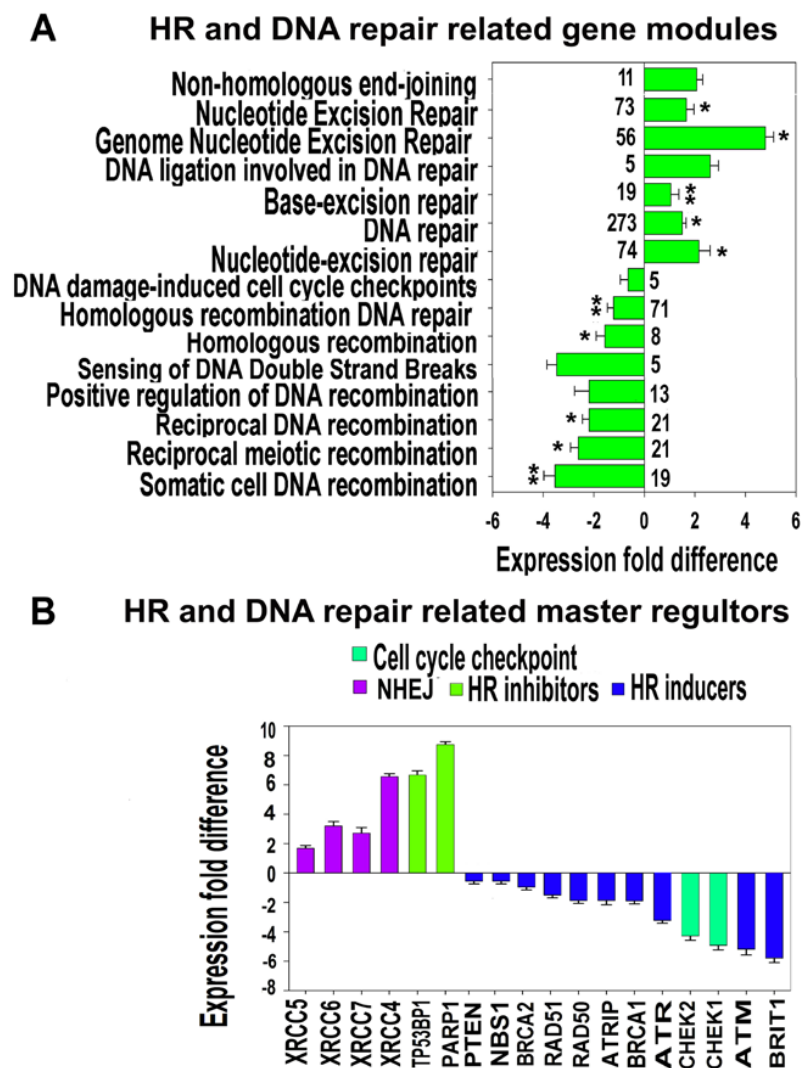 A HR and DNA repair related gene modules
Non-homologous end-joining 11
Nucleotide Excision Repair 73 *
Genome Nucleotide Excision Repair 56 *
DNA ligation involved in DNA repair 5
Base-excision repair 19 **
DNA repair 273 *
Nucleotide-excision repair 74 *
DNA damage-induced cell cycle checkpoints 5
Homologous recombination DNA repair ** 71
Homologous recombination * 8
Sensing of DNA Double Strand Breaks 5
Positive regulation of DNA recombination 13
Reciprocal DNA recombination * 21
Reciprocal meiotic recombination * 21
Somatic cell DNA recombination ** 19
-6 -4 -2 0 2 4 6
Expression fold difference
B HR and DNA repair related master regultors
Cell cycle checkpoint
NHEJ HR inhibitors HR inducers
Expression fold difference
10
8
6
4
2
0
-2
-4
-6
-8
XRCC5 XRCC6 XRCC7 XRCC4 TP53BP1 PARP1 PTEN NBS1 BRCA2 RAD51 RAD50 ATRIP BRCA1 ATR CHEK2 CHEK1 ATM BRIT1